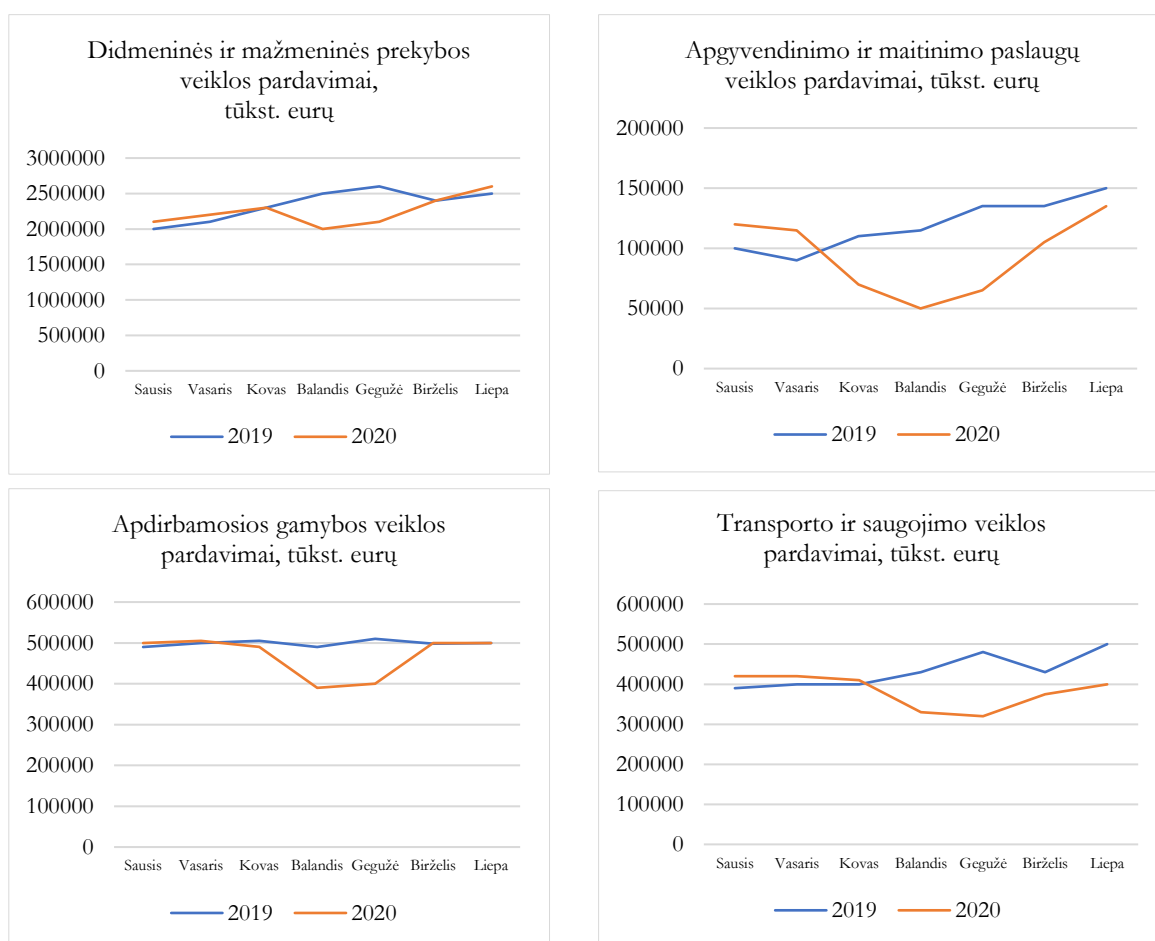 Didmeninės ir mažmeninės prekybos
veiklos pardavimai,
tūkst. eurų
3000000
2500000
2000000
1500000
1000000
500000
0
Sausis Vasaris Kovas Balandis Gegužė Birželis Liepa
2019 2020
Apgyvendinimo ir maitinimo paslaugų
veiklos pardavimai, tūkst. eurų
200000
150000
100000
50000
0
Sausis Vasaris Kovas Balandis Gegužė Birželis Liepa
2019 2020
Apdirbamosios gamybos veiklos
pardavimai, tūkst. eurų
600000
500000
400000
300000
200000
100000
0
Sausis Vasaris Kovas Balandis Gegužė Birželis Liepa
2019 2020
Transporto ir saugojimo veiklos
pardavimai, tūkst. eurų
600000
500000
400000
300000
200000
100000
0
Sausis Vasaris Kovas Balandis Gegužė Birželis Liepa
2019 2020